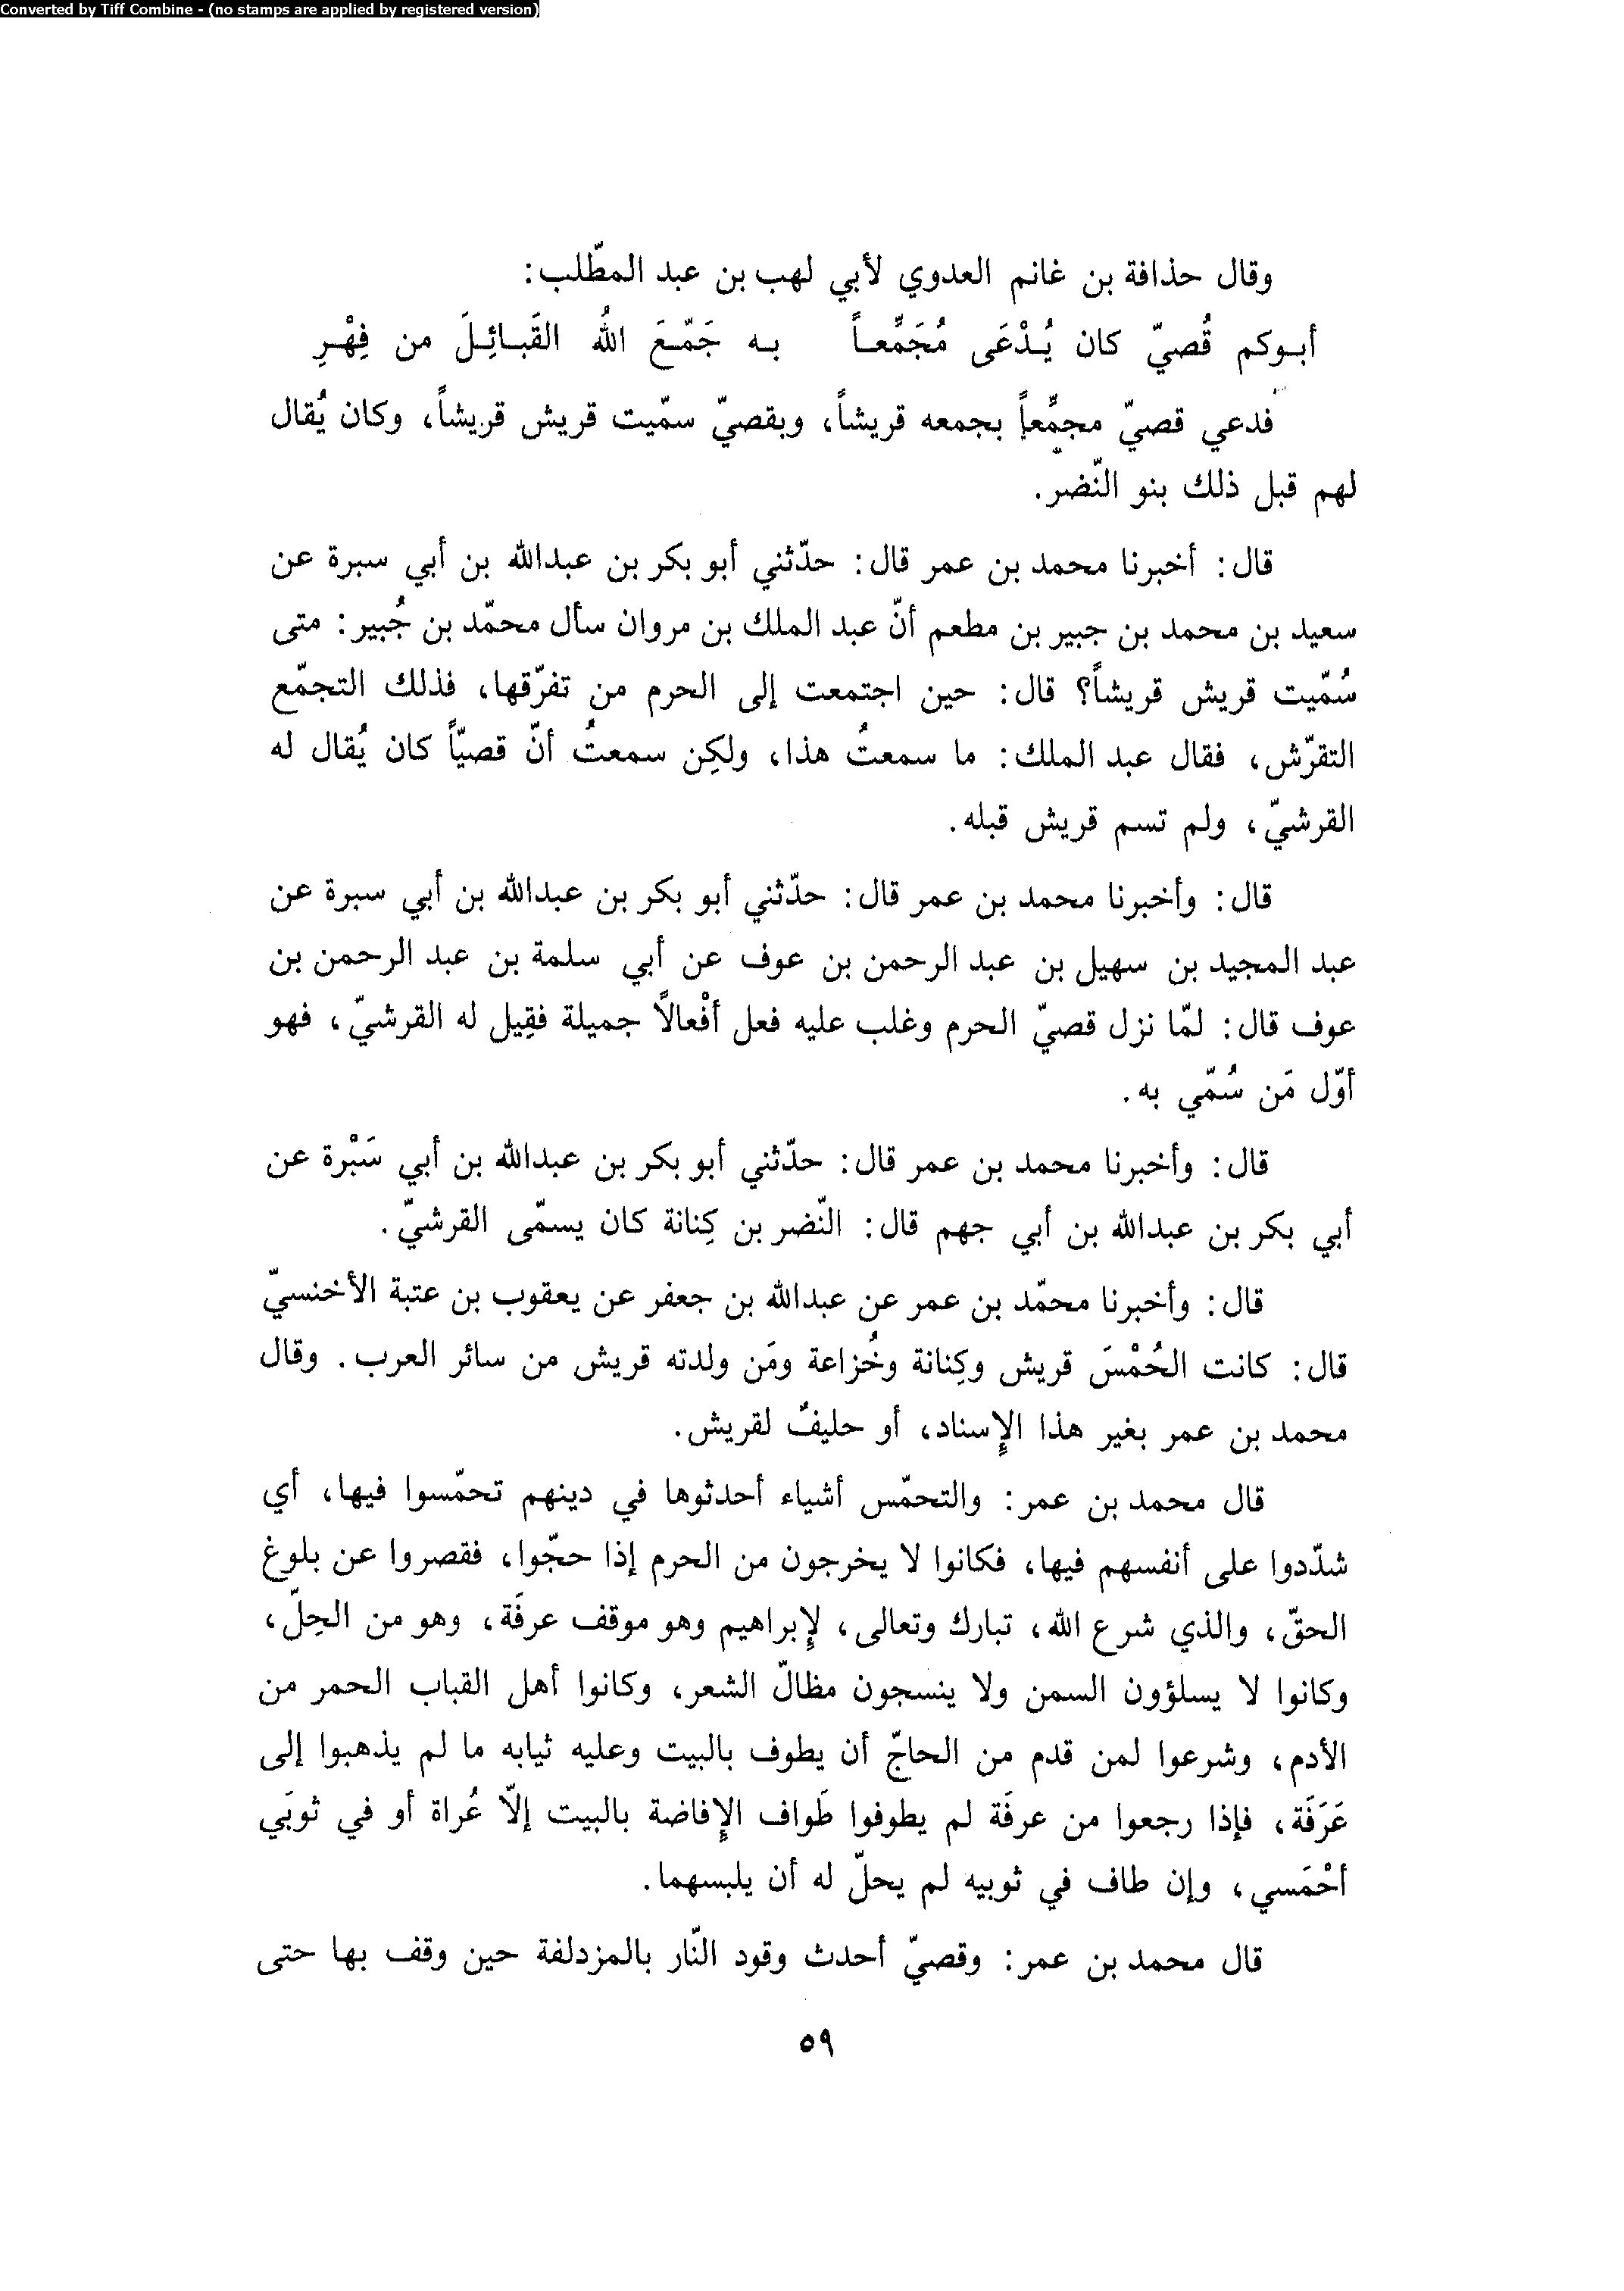 Converted by Tiff Combine - (no stamps are applied by registered version)
وقال حذافة بن غانم العدوي لأبي لهب بن عبد المطّلب:
أبـوكم قُصيّ كان يُـدْعَى مُجَمِّعـاً بـه جَمّـعَ اللهُ القَبـائِـلَ من فِهْـرِ
فدعي قصيّ مجمِّعاً بجمعه قريشاً، وبقصيّ سمّيت قريش قريشاً، وكان يُقال
لهم قبل ذلك بنو النّضر.
قال: أخبرنا محمد بن عمر قال: حدّثني أبو بكر بن عبدالله بن أبي سبرة عن
سعيد بن محمد بن جبير بن مطعم أنّ عبد الملك بن مروان سأل محمّد بن جُبير: متى
سُمّيت قريش قريشاً؟ قال: حين اجتمعت إلى الحرم من تفرّقها، فذلك التجمّع
التقرّش، فقال عبد الملك: ما سمعتُ هذا، ولكِن سمعتُ أنّ قصيّاً كان يُقال له
القرشيّ، ولم تسم قريش قبله.
قال: وأخبرنا محمد بن عمر قال: حدّثني أبو بكر بن عبدالله بن أبي سبرة عن
عبد المجيد بن سهيل بن عبد الرحمن بن عوف عن أبي سلمة بن عبد الرحمن بن
عوف قال: لمّا نزل قصيّ الحرم وغلب عليه فعل أفْعالاً جميلة فقِيل له القرشيّ، فهو
أوّل مَن سُمّي به.
قال: وأخبرنا محمد بن عمر قال: حدّثني أبو بكر بن عبدالله بن أبي سَبْرة عن
أبي بكر بن عبدالله بن أبي جهم قال: النّضر بن كِنانة كان يسمّى القرشيّ.
قال: وأخبرنا محمّد بن عمر عن عبدالله بن جعفر عن يعقوب بن عتبة الأخنسيّ
قال: كانت الحُمْسَ قريش وكِنانة وخُزاعة ومَن ولدته قريش من سائر العرب. وقال
محمد بن عمر بغير هذا الإسناد، أو حليفٌ لقريش.
قال محمد بن عمر: والتحمّس أشياء أحدثوها في دينهم تحمّسوا فيها، أي
شدّدوا على أنفسهم فيها، فكانوا لا يخرجون من الحرم إذا حجّوا، فقصروا عن بلوغ
الحقّ، والذي شرع الله، تبارك وتعالى، لإبراهيم وهو موقف عرفَة، وهو من الحِلّ،
وكانوا لا يسلؤون السمن ولا ينسجون مظالّ الشعر، وكانوا أهل القباب الحمر من
الأدم، وشرعوا لمن قدم من الحاجّ أن يطوف بالبيت وعليه ثيابه ما لم يذهبوا إلى
عَرَفَة، فإذا رجعوا من عرفَة لم يطوفوا طَواف الإفاضة بالبيت إلاّ عُراة أو في ثوبَي
أحْمَسي، وإن طاف في ثوبيه لم يحلّ له أن يلبسهما.
قال محمد بن عمر: وقصيّ أحدث وقود النّار بالمزدلفة حين وقف بها حتى
٥٩